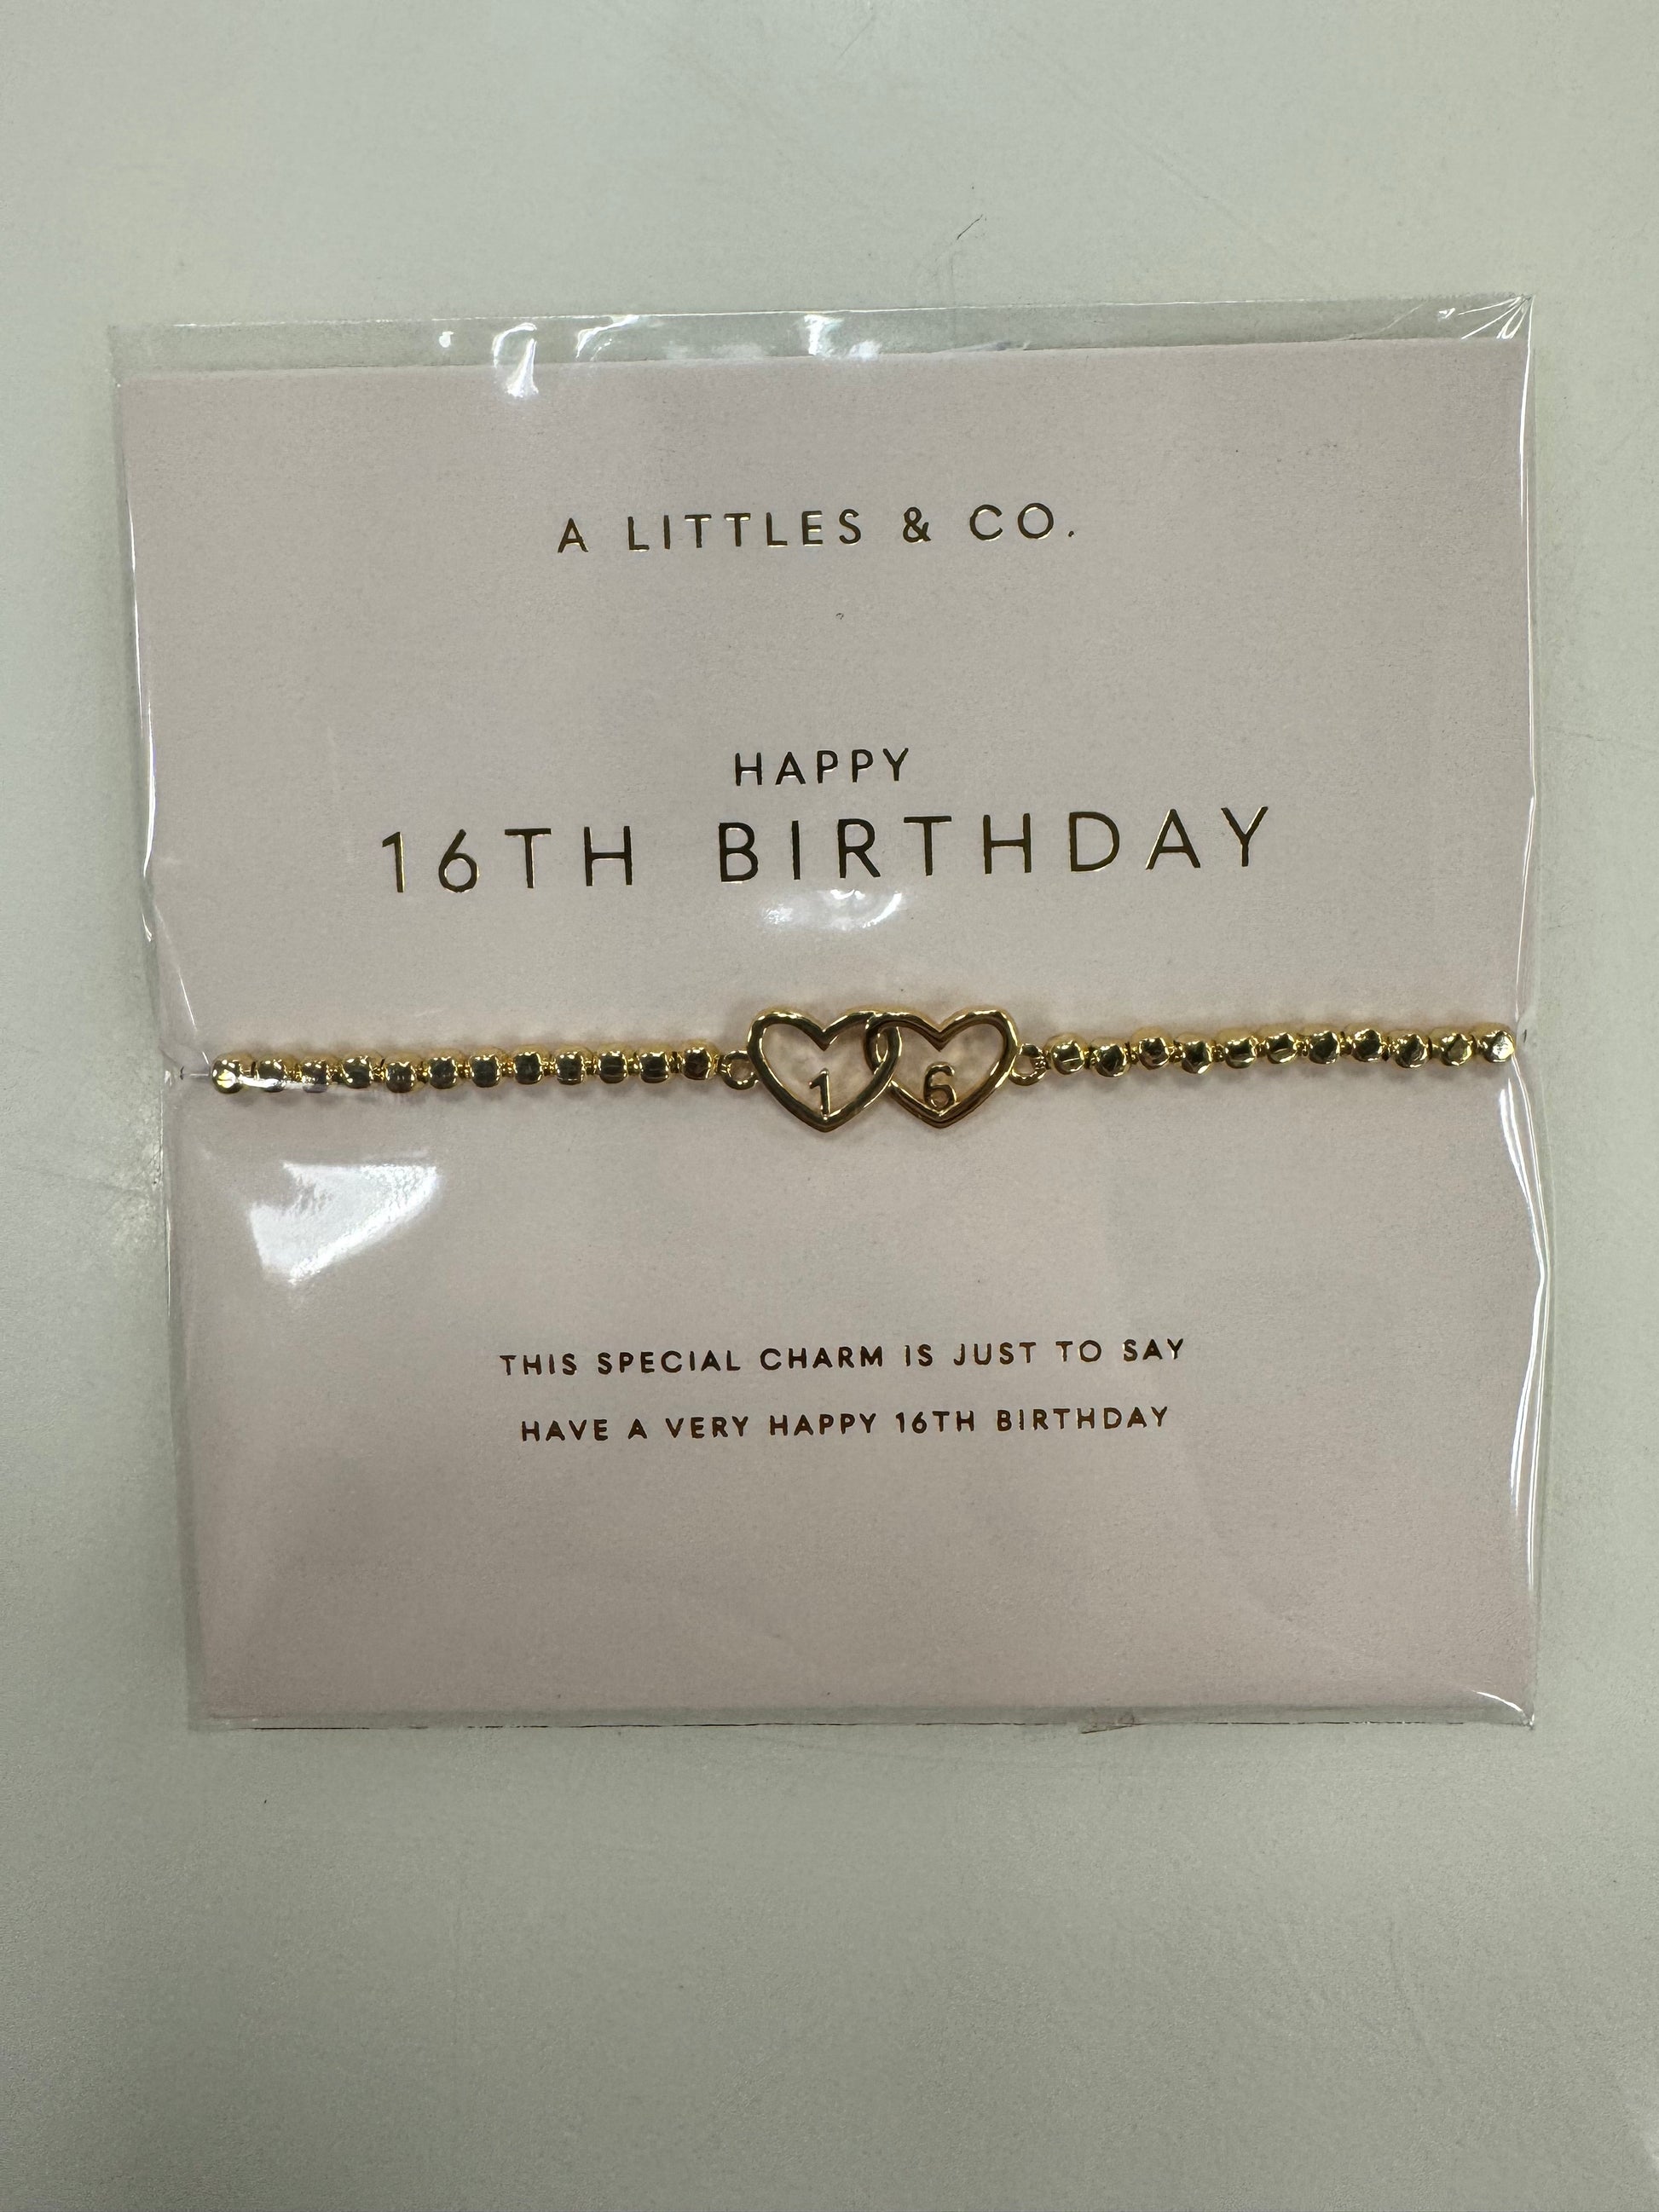 A LITTLES & CO.
HAPPY
16TH BIRTHDAY
1 6
THIS SPECIAL CHARM IS JUST TO SAY
HAVE A VERY HAPPY 16TH BIRTHDAY